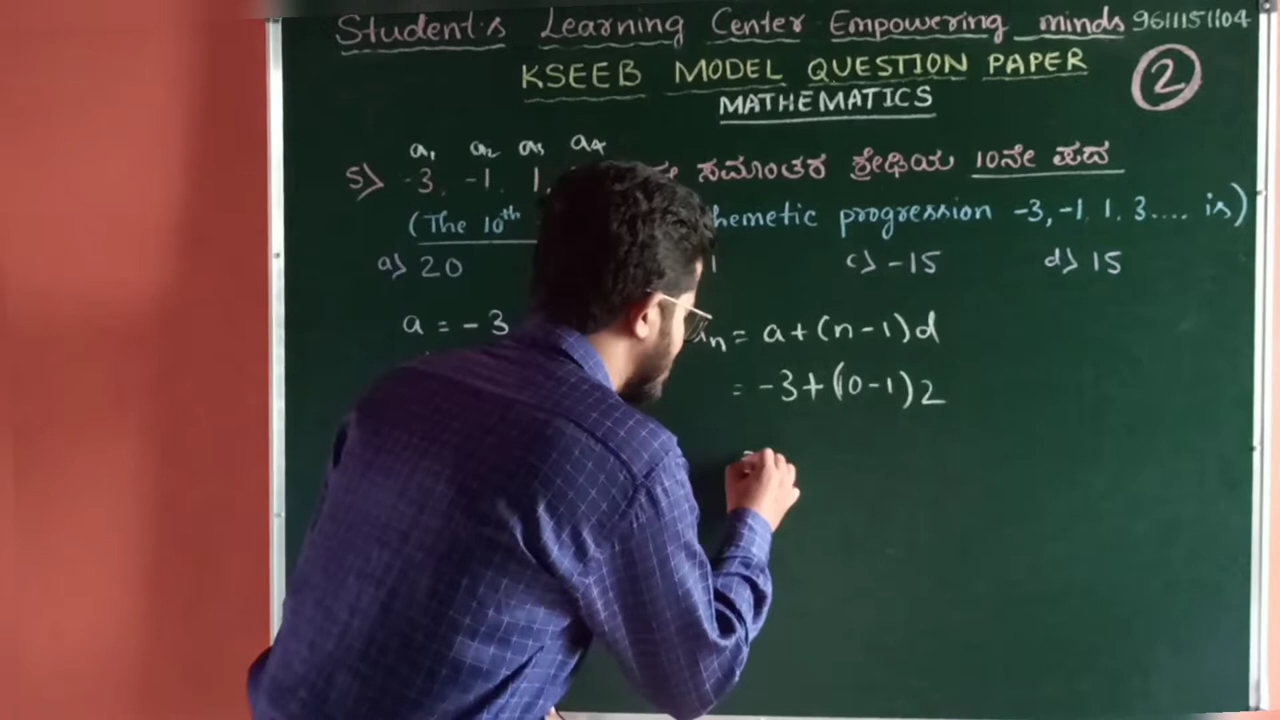 Student's Learning Center Empowering minds 9611151104
KSEEB MODEL QUESTION PAPER
2
MATHEMATICS
a₁ a₂ a₃ a₄
5) -3, -1, 1, ಸಮಾಂತರ ಶ್ರೇಢಿಯ 10ನೇ ಪದ
(The 10th progression -3, -1, 1, 3.... is)
a) 20 c) -15 d) 15
a = -3
n = a+(n-1)d
= -3+(10-1)2